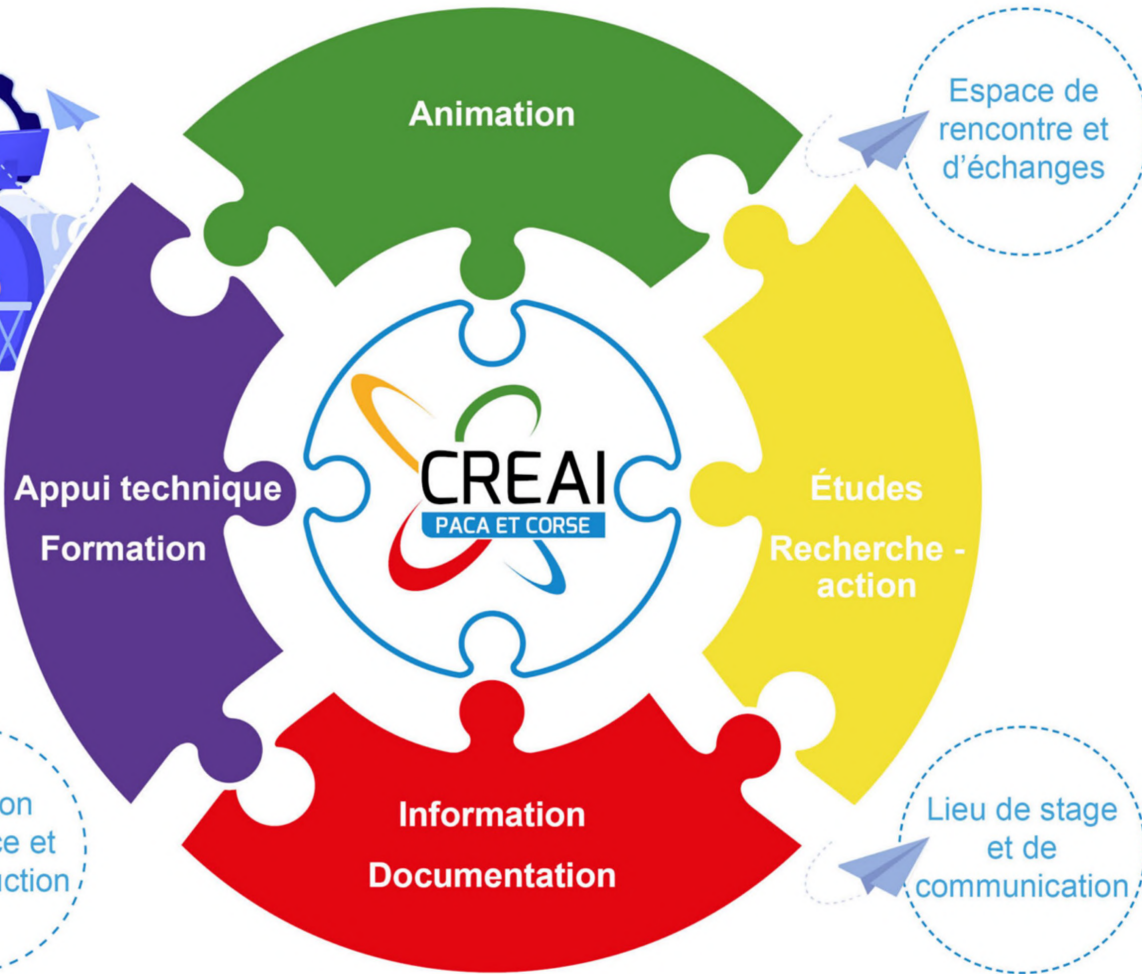 Animation
Espace de
rencontre et
d'échanges
Appui technique
Formation
CREAI
PACA ET CORSE
Études
Recherche -
action
Information
Documentation
Lieu de stage
et de
communication
et